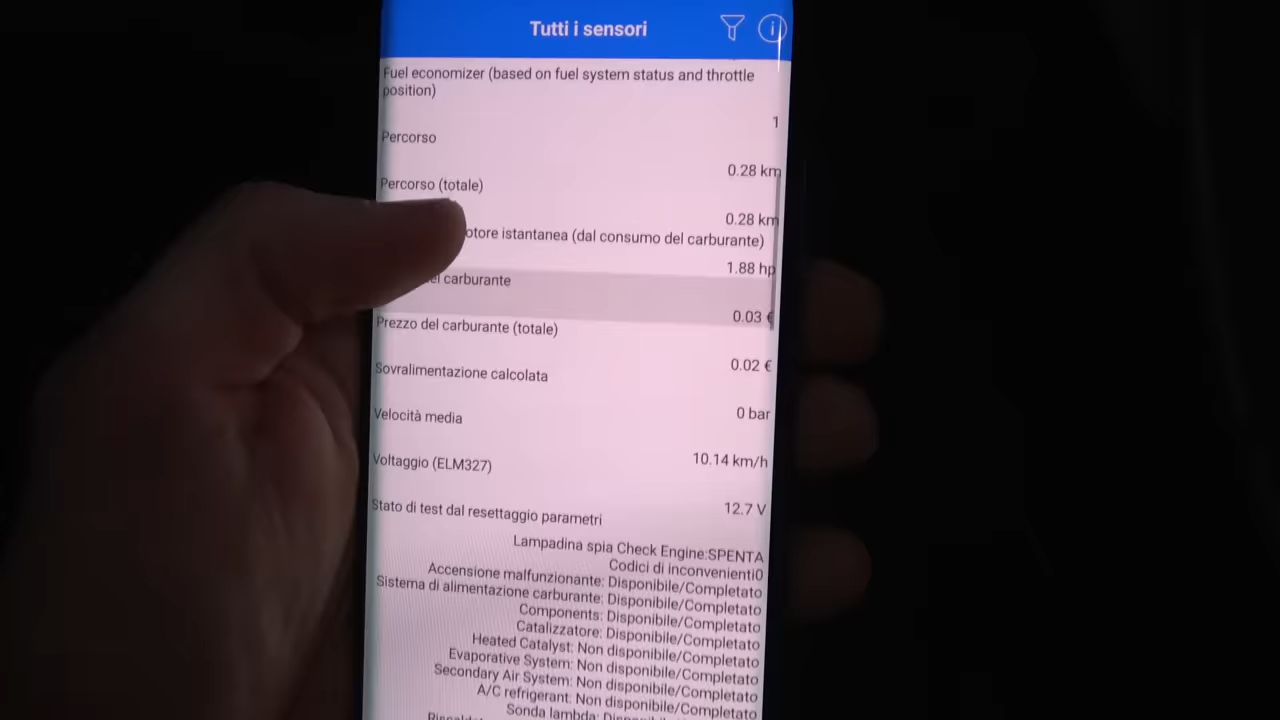 Tutti i sensori
Fuel economizer (based on fuel system status and throttle
position)
1
Percorso
0.28 km
Percorso (totale)
0.28 km
otore istantanea (dal consumo del carburante)
1.88 hp
el carburante
0.03 €
Prezzo del carburante (totale)
0.02 €
Sovralimentazione calcolata
0 bar
Velocità media
10.14 km/h
Voltaggio (ELM327)
12.7 V
Stato di test dal resettaggio parametri
Lampadina spia Check Engine:SPENTA
Codici di inconvenienti0
Accensione malfunzionante: Disponibile/Completato
Sistema di alimentazione carburante: Disponibile/Completato
Components: Disponibile/Completato
Catalizzatore: Disponibile/Completato
Heated Catalyst: Non disponibile/Completato
Evaporative System: Non disponibile/Completato
Secondary Air System: Non disponibile/Completato
A/C refrigerant: Non disponibile/Completato
Sonda lambda: